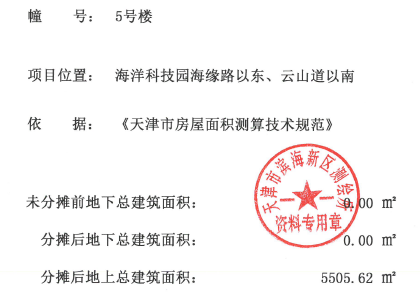 幢 号： 5号楼
项目位置： 海洋科技园海缘路以东、云山道以南
依 据： 《天津市房屋面积测算技术规范》
天津市滨海新区测绘所
资料专用章
未分摊前地下总建筑面积： 0.00 ㎡
分摊后地下总建筑面积： 0.00 ㎡
分摊后地上总建筑面积： 5505.62 ㎡